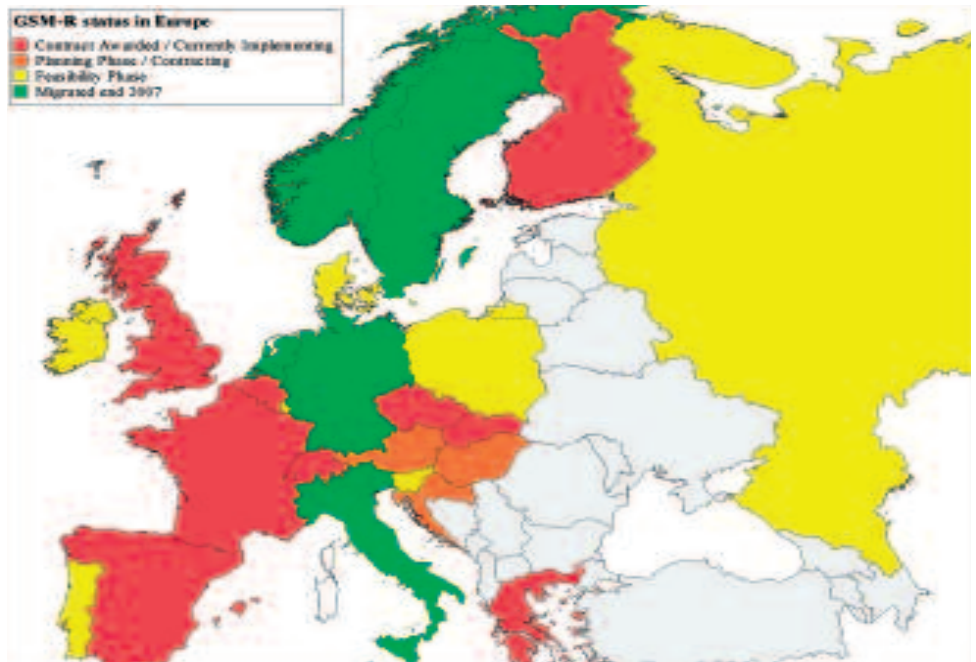 GSM-R status in Europe
Contract Awarded / Currently Implementing
Planning Phase / Contracting
Feasibility Phase
Migrated end 2007